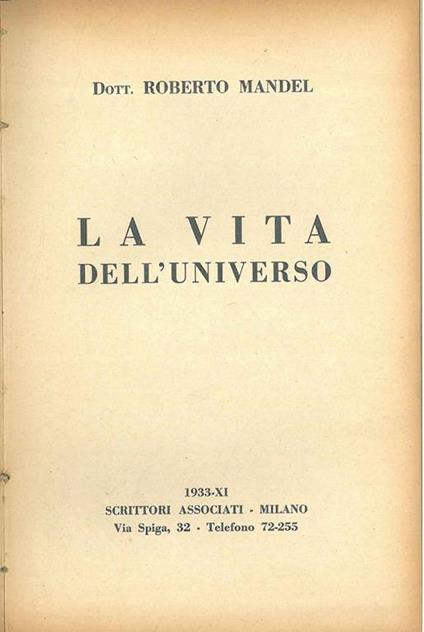 Dott. ROBERTO MANDEL
LA VITA
DELL'UNIVERSO
1933-XI
SCRITTORI ASSOCIATI - MILANO
Via Spiga, 32 - Telefono 72-255